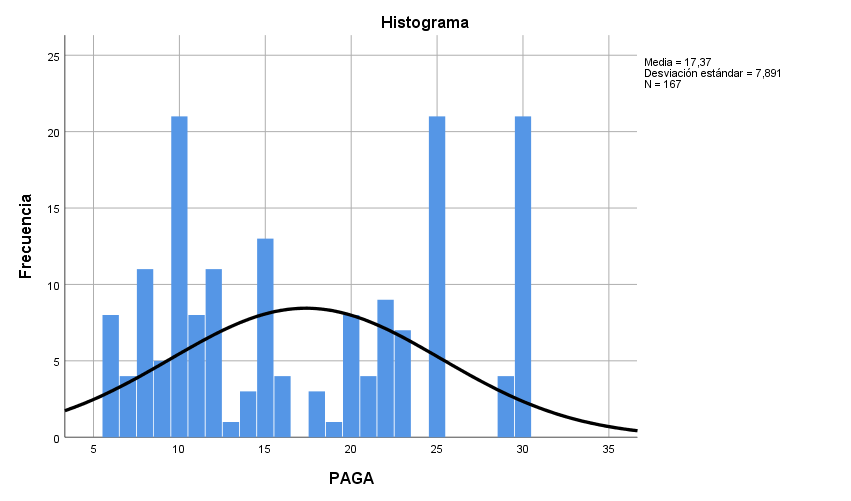 Histograma
25
20
15
10
5
0
5 10 15 20 25 30 35
Frecuencia
PAGA
Media = 17,37
Desviación estándar = 7,891
N = 167